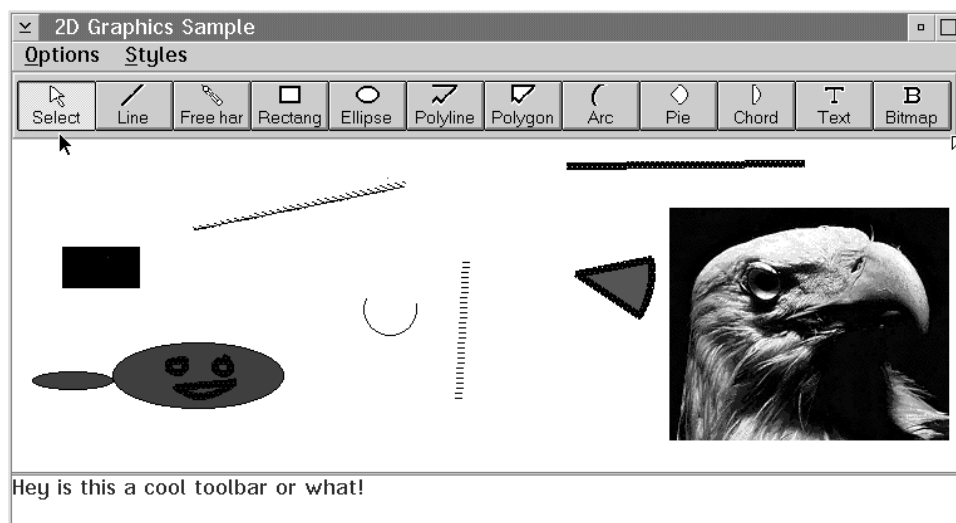 2D Graphics Sample
Options Styles
Select Line Free har Rectang Ellipse Polyline Polygon Arc Pie Chord Text Bitmap
Hey is this a cool toolbar or what!